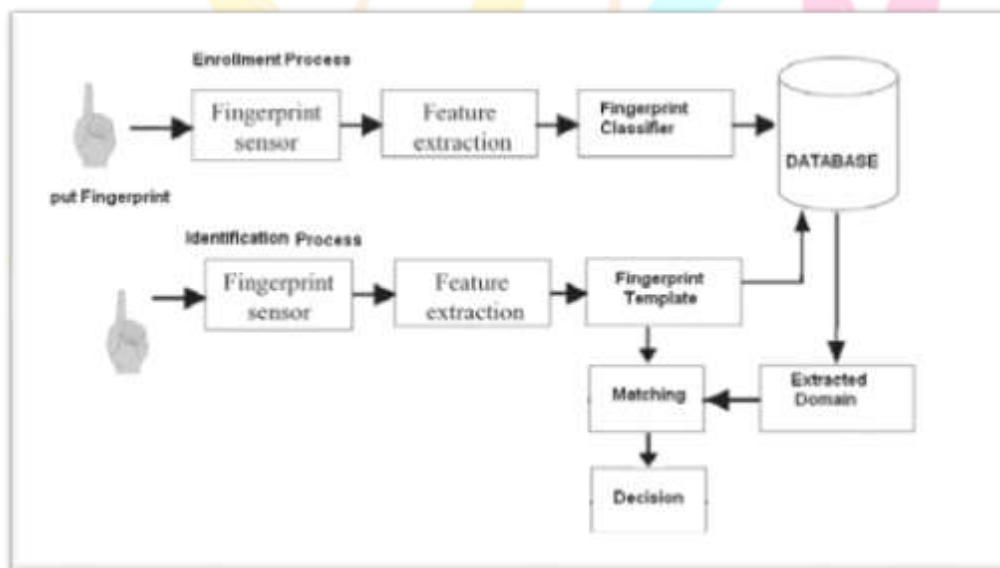 Enrollment Process
Fingerprint
sensor
Feature
extraction
Fingerprint
Classifier
DATABASE
put Fingerprint
Identification Process
Fingerprint
sensor
Feature
extraction
Fingerprint
Template
Matching
Extracted
Domain
Decision